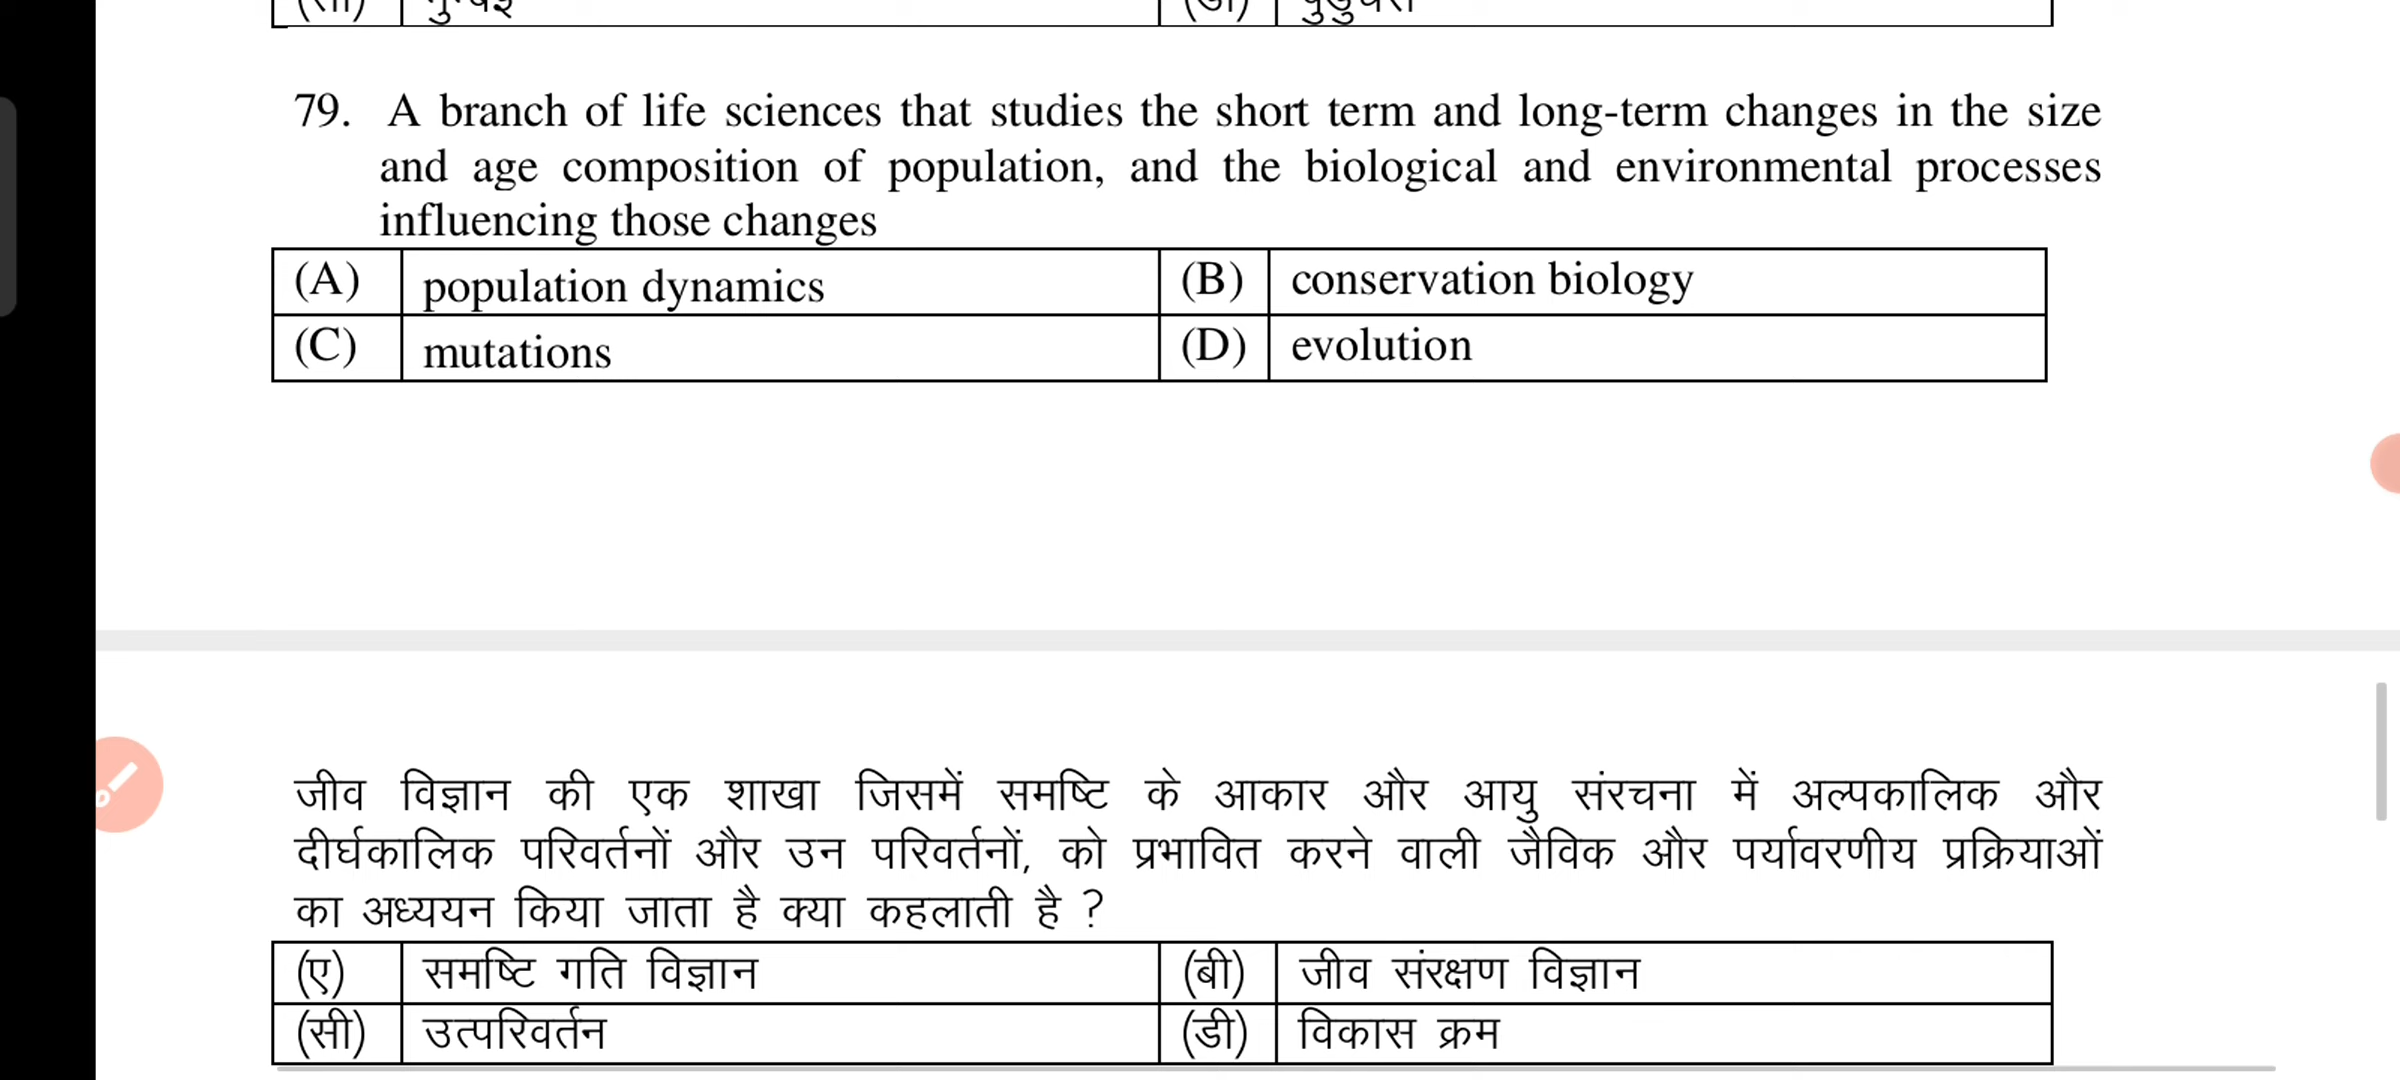 79. A branch of life sciences that studies the short term and long-term changes in the size
and age composition of population, and the biological and environmental processes
influencing those changes
(A) population dynamics (B) conservation biology
(C) mutations (D) evolution
जीव विज्ञान की एक शाखा जिसमें समष्टि के आकार और आयु संरचना में अल्पकालिक और
दीर्घकालिक परिवर्तनों और उन परिवर्तनों, को प्रभावित करने वाली जैविक और पर्यावरणीय प्रक्रियाओं
का अध्ययन किया जाता है क्या कहलाती है ?
(ए) समष्टि गति विज्ञान (बी) जीव संरक्षण विज्ञान
(सी) उत्परिवर्तन (डी) विकास क्रम